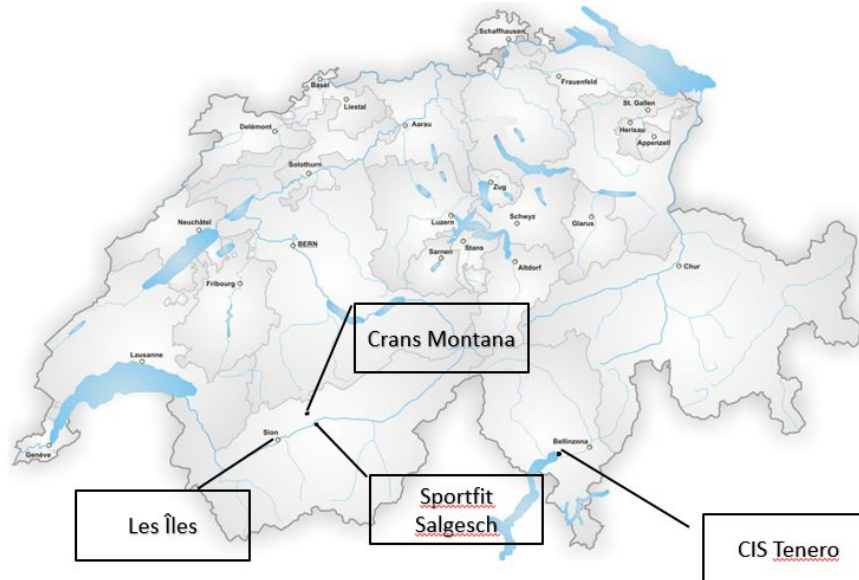 Schaffhausen
Basel
Liestal
Frauenfeld
St. Gallen
Herisau
Appenzell
Delémont
Aarau
Solothurn
Zug
Neuchâtel
Luzern
Schwyz
Glarus
BERN
Sarnen
Stans
Altdorf
Chur
Fribourg
Crans Montana
Lausanne
Sion
Bellinzona
Genève
Les Îles
Sportfit
Salgesch
CIS Tenero